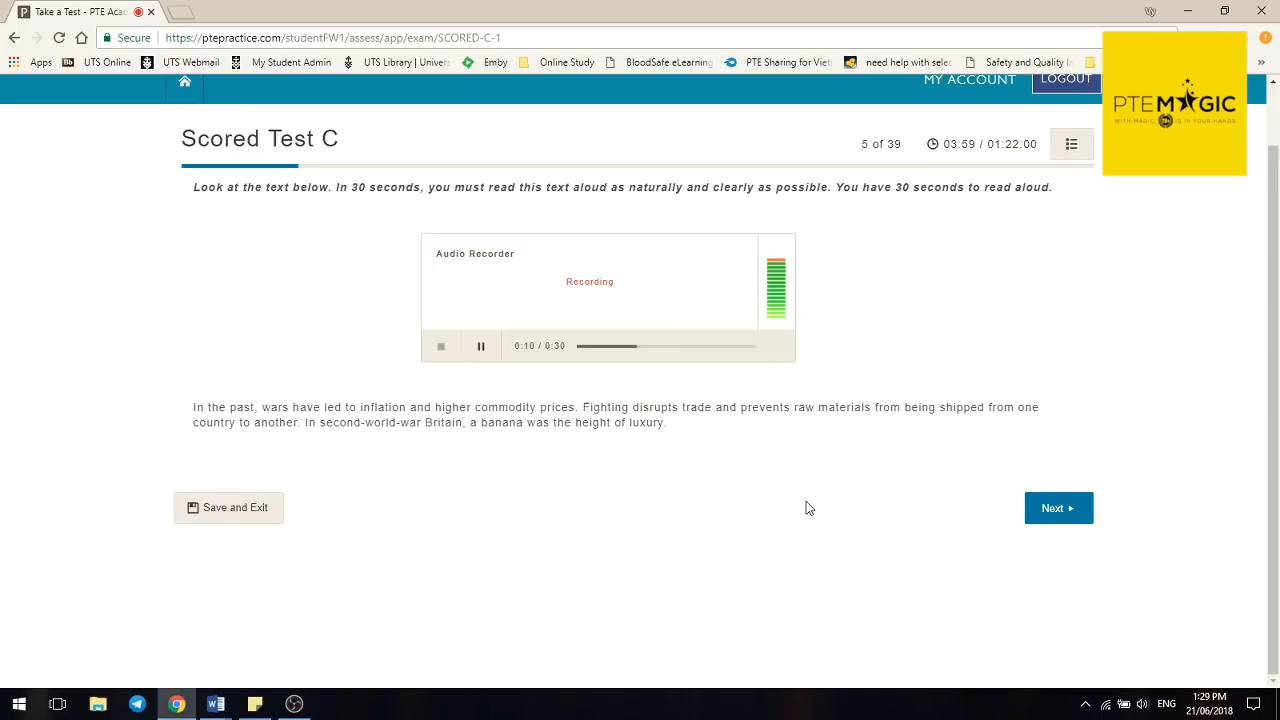 Take a Test - PTE Acad
Secure https://ptepractice.com/studentFW1/assess/app/exam/SCORED-C-1
Apps UTS Online UTS Webmail My Student Admin UTS Library | Univers Emby Online Study BloodSafe eLearning PTE Sharing for Viet need help with selec Safety and Quality In
MY ACCOUNT LOGOUT
PTE MAGIC
WITH MAGIC, 79+ IS IN YOUR HANDS
Scored Test C
5 of 39 03:59 / 01:22:00
Look at the text below. In 30 seconds, you must read this text aloud as naturally and clearly as possible. You have 30 seconds to read aloud.
Audio Recorder
Recording
0:10 / 0:30
In the past, wars have led to inflation and higher commodity prices. Fighting disrupts trade and prevents raw materials from being shipped from one
country to another. In second-world-war Britain, a banana was the height of luxury.
Save and Exit
Next
ENG
1:29 PM
21/06/2018